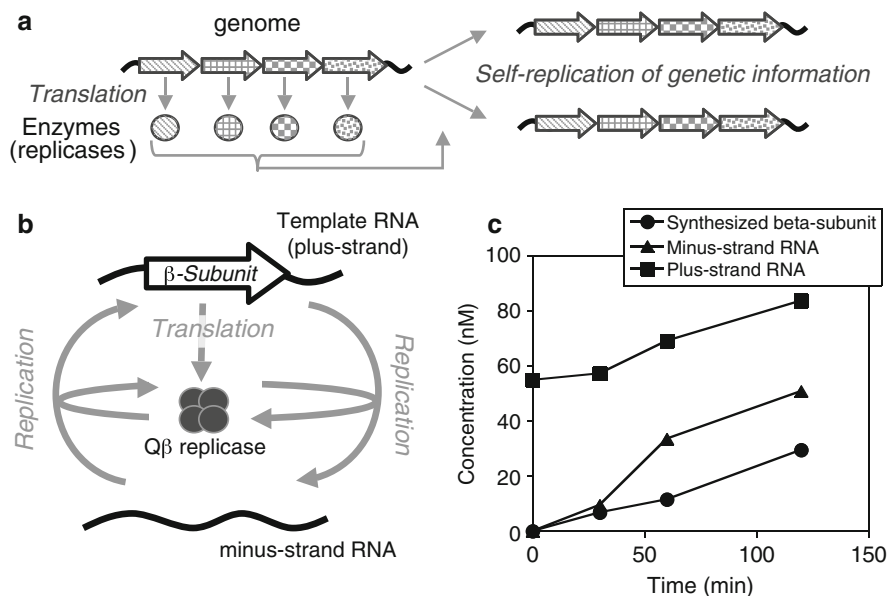 a
genome
Translation
Enzymes
(replicases)
Self-replication of genetic information
b
Template RNA
(plus-strand)
β-Subunit
Translation
Replication
Replication
Qβ replicase
minus-strand RNA
c
Synthesized beta-subunit
Minus-strand RNA
Plus-strand RNA
Concentration (nM)
100
80
60
40
20
0
0
50
100
150
Time (min)